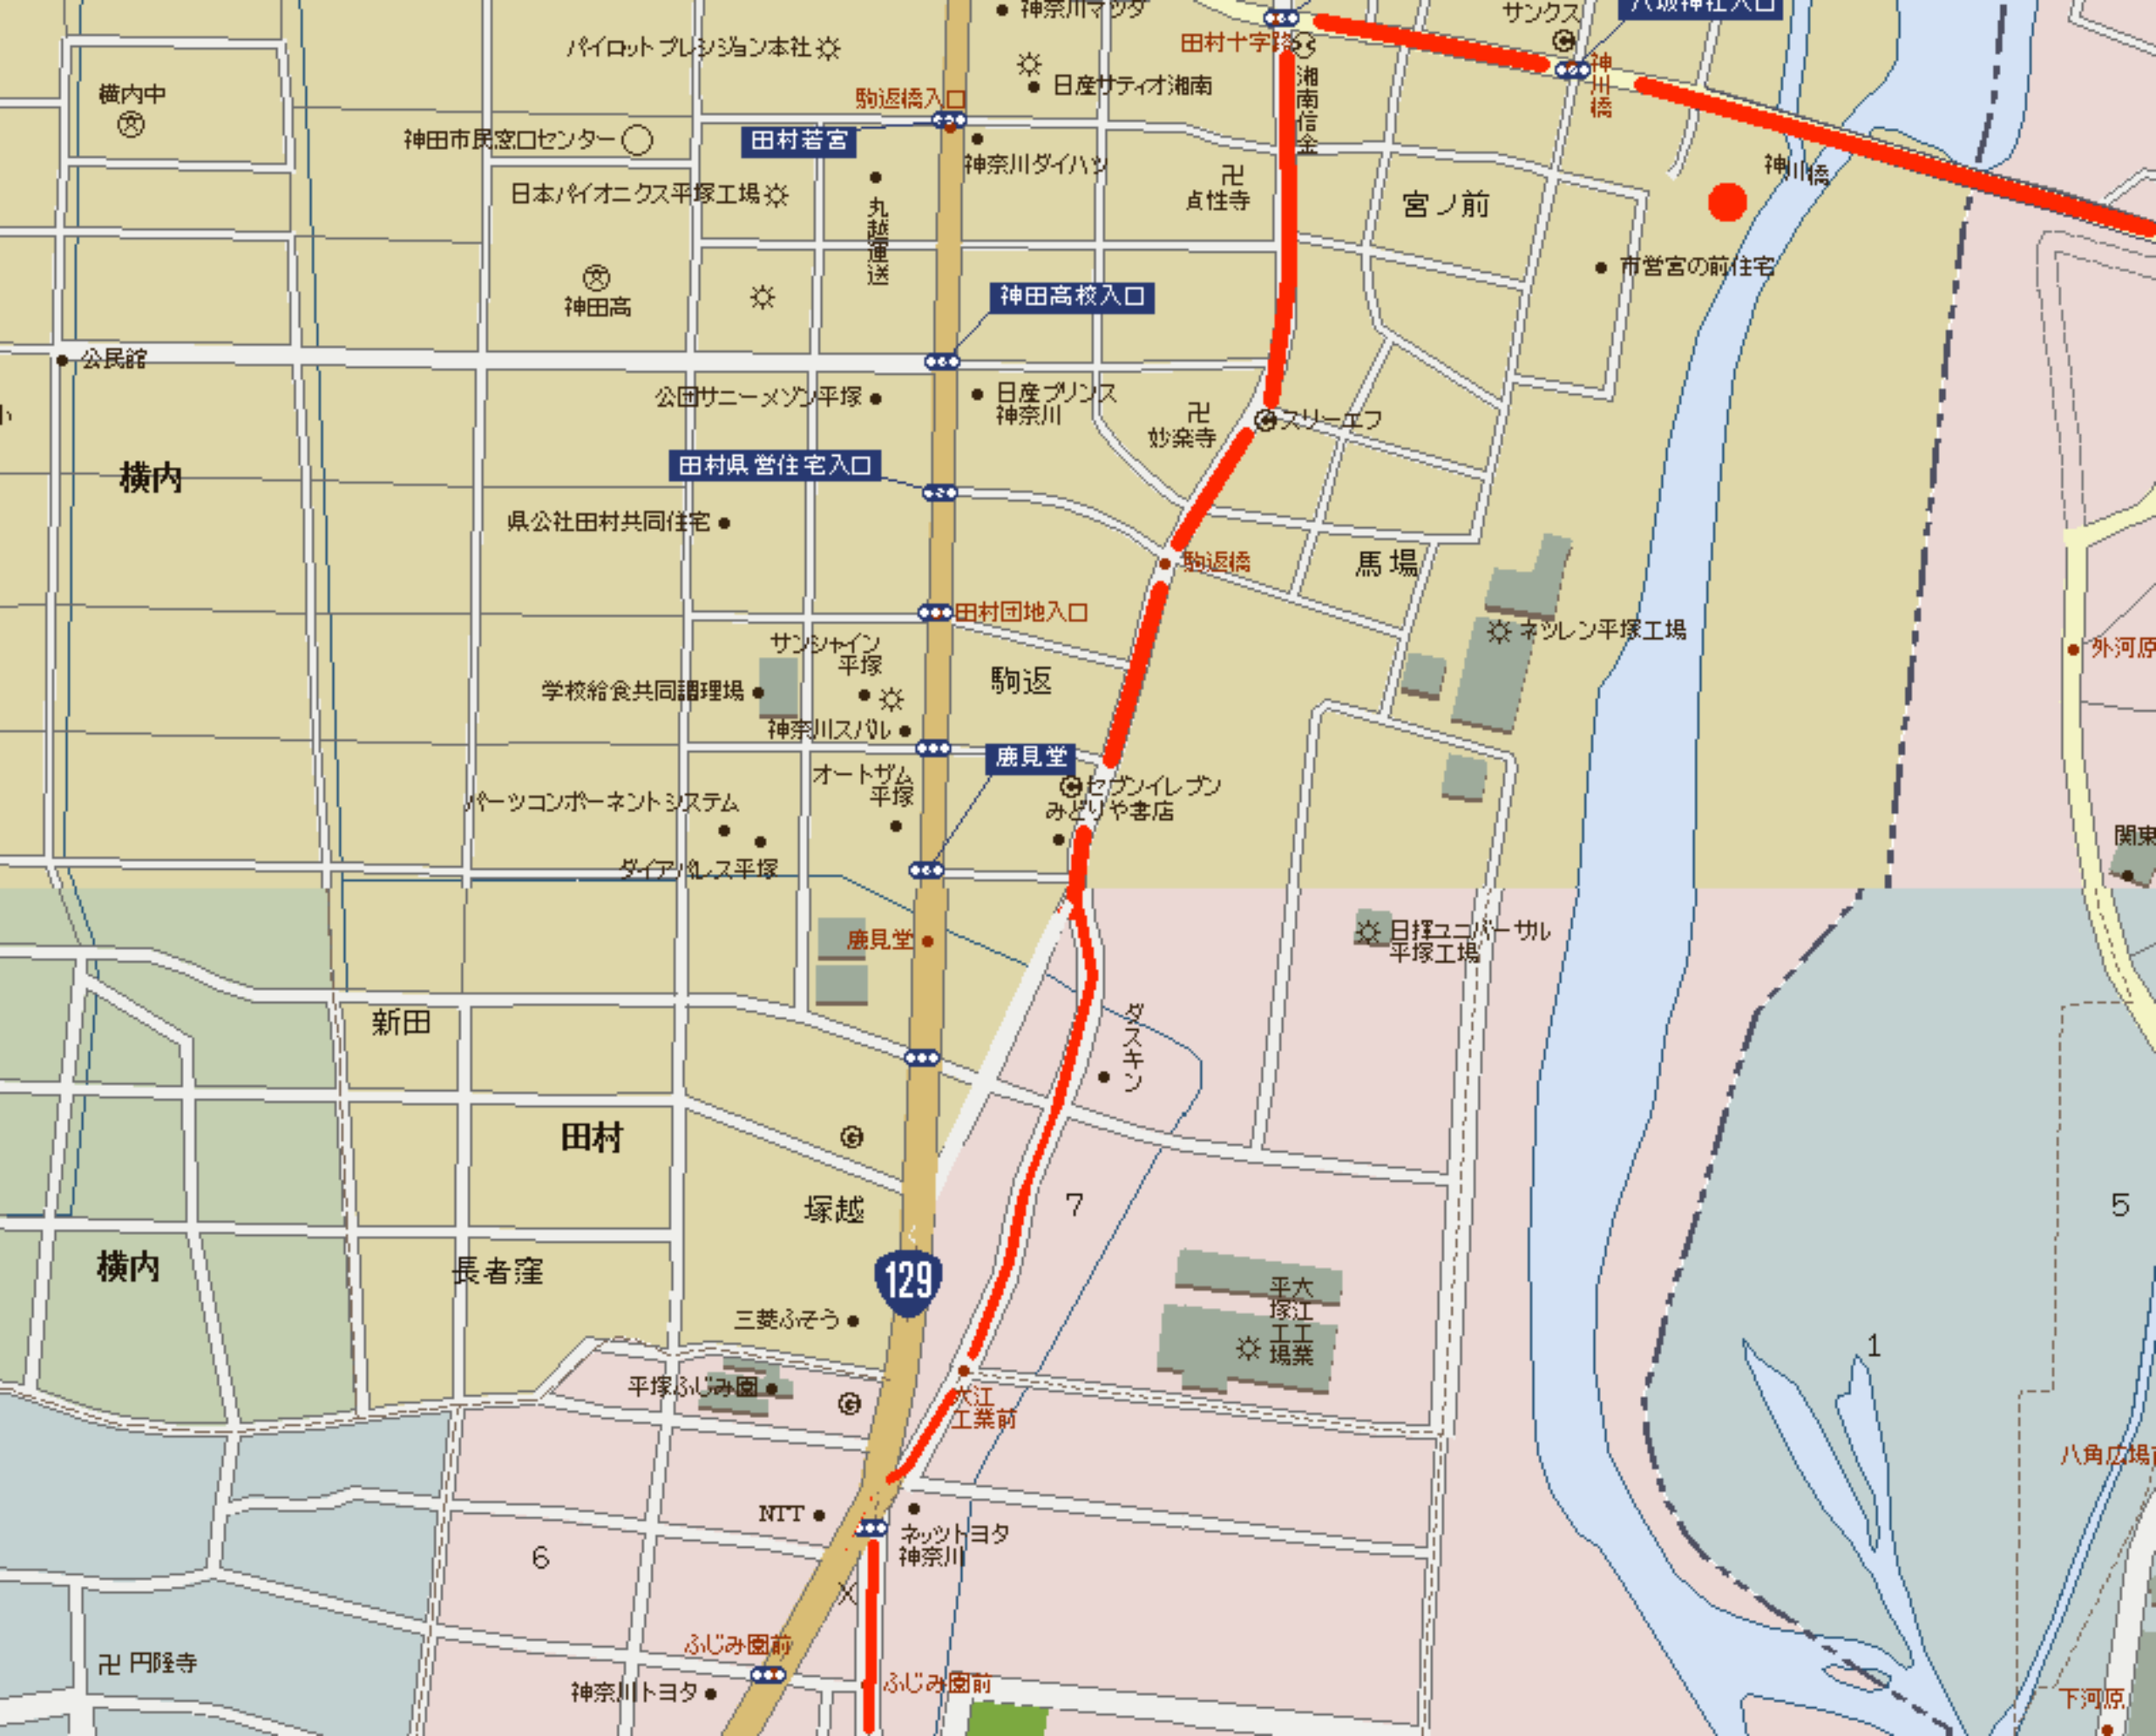 神奈川マツダ
サンクス
八坂神社入口
パイロットプレシジョン本社
田村十字路
日産サティオ湘南
湘南信金
神川橋
横内中
駒返橋入口
神田市民窓口センター
田村若宮
神奈川ダイハツ
神川橋
日本パイオニクス平塚工場
丸越運送
貞性寺
宮ノ前
市営宮の前住宅
神田高
神田高校入口
公民館
公団サニーメゾン平塚
日産プリンス
神奈川
妙楽寺
スリーエフ
横内
田村県営住宅入口
県公社田村共同住宅
駒返橋
馬場
田村団地入口
サンシャイン
平塚
ネツレン平塚工場
外河原
学校給食共同調理場
駒返
神奈川スバル
鹿見堂
オートザム
平塚
セブンイレブン
みどりや書店
パーツコンポーネントシステム
関東
ダイアパレス平塚
鹿見堂
日揮ユニバーサル
平塚工場
新田
ダスキン
田村
塚越
7
5
横内
長者窪
129
大江工業
平塚工場
三菱ふそう
1
平塚ふじみ園
大江
工業前
八角広場前
NTT
ネッツトヨタ
神奈川
6
ふじみ園前
円隆寺
神奈川トヨタ
ふじみ園前
下河原